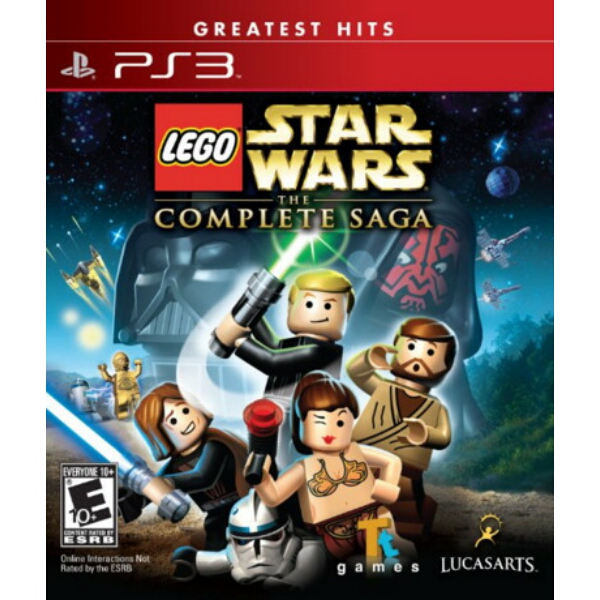 GREATEST HITS
PS3
LEGO
STAR
WARS
THE
COMPLETE SAGA
EVERYONE 10+
E
10+
CONTENT RATED BY
ESRB
Online Interactions Not
Rated by the ESRB
Tt
games
LUCASARTS